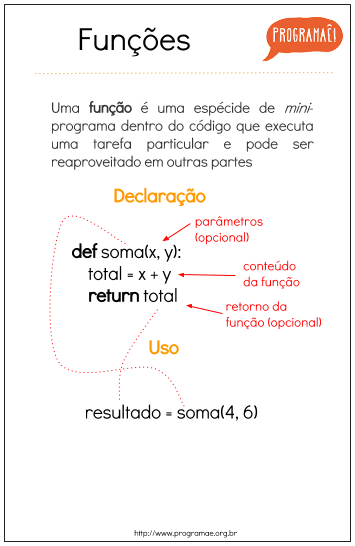 Funções
PROGRAMAÊ!
Uma função é uma espécide de mini-
programa dentro do código que executa
uma tarefa particular e pode ser
reaproveitado em outras partes
Declaração
parâmetros
(opcional)
def soma(x, y):
total = x + y
return total
conteúdo
da função
retorno da
função (opcional)
Uso
resultado = soma(4, 6)
http://www.programae.org.br